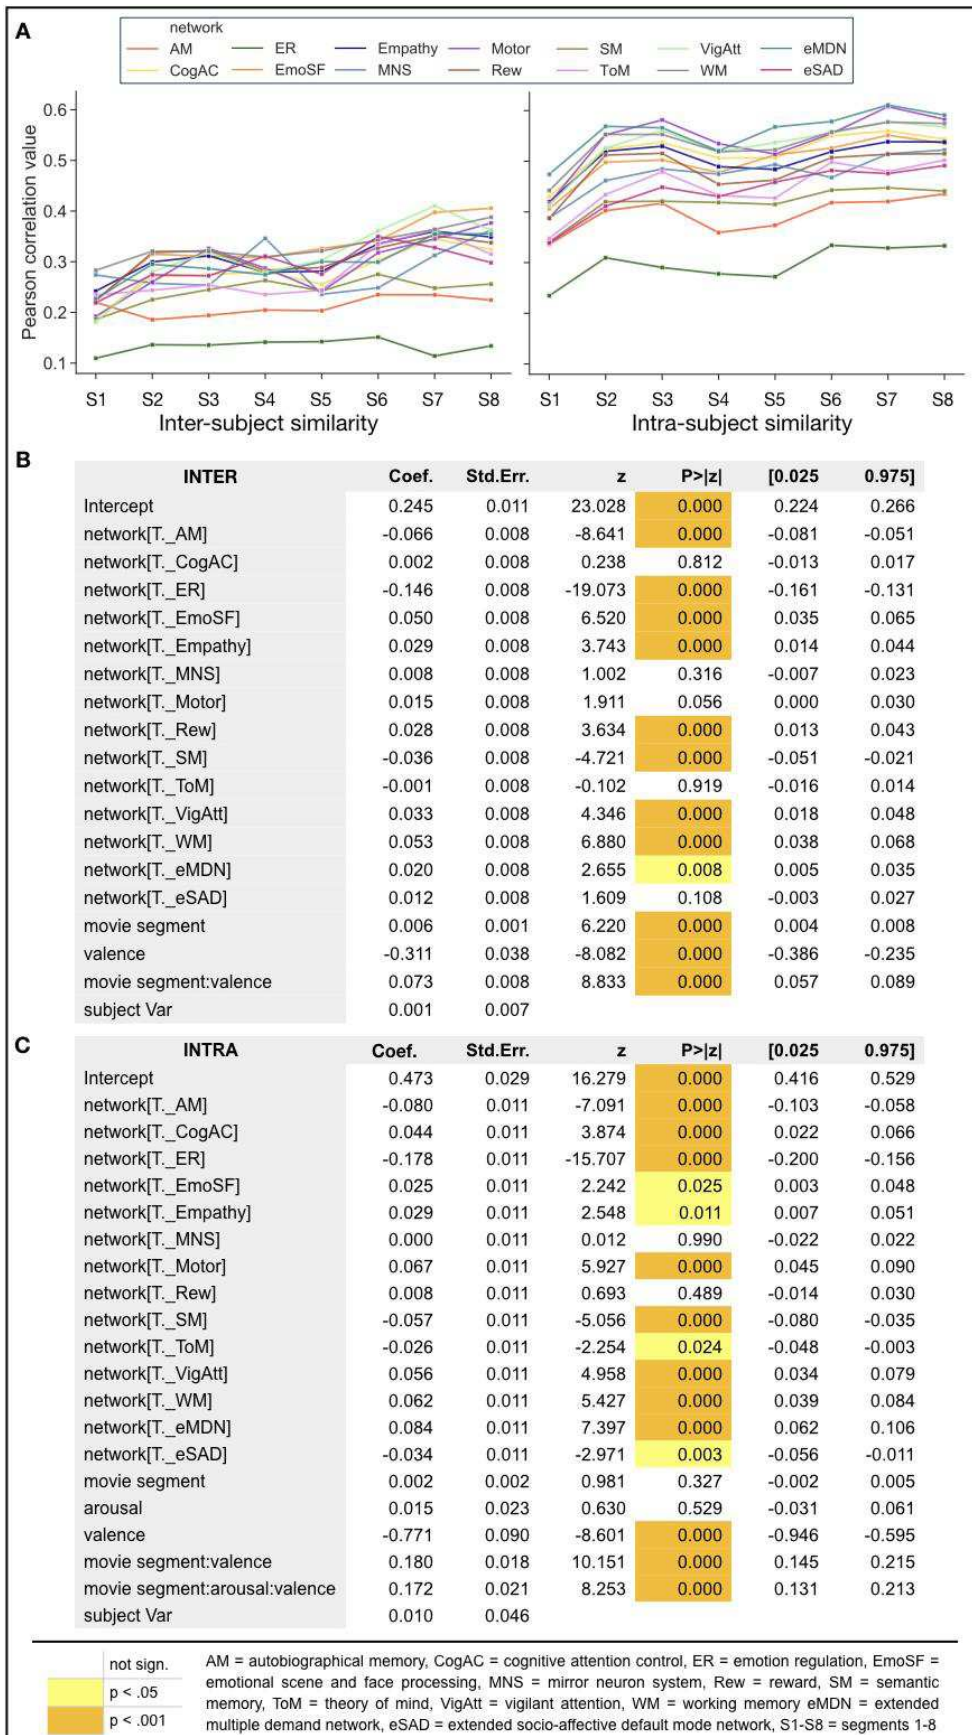 A
network
AM ER Empathy Motor SM VigAtt eMDN
CogAC EmoSF MNS Rew ToM WM eSAD
Pearson correlation value
0.6
0.5
0.4
0.3
0.2
0.1
S1 S2 S3 S4 S5 S6 S7 S8 S1 S2 S3 S4 S5 S6 S7 S8
Inter-subject similarity Intra-subject similarity
B
INTER Coef. Std.Err. z P>|z| [0.025 0.975]
Intercept 0.245 0.011 23.028 0.000 0.224 0.266
network[T._AM] -0.066 0.008 -8.641 0.000 -0.081 -0.051
network[T._CogAC] 0.002 0.008 0.238 0.812 -0.013 0.017
network[T._ER] -0.146 0.008 -19.073 0.000 -0.161 -0.131
network[T._EmoSF] 0.050 0.008 6.520 0.000 0.035 0.065
network[T._Empathy] 0.029 0.008 3.743 0.000 0.014 0.044
network[T._MNS] 0.008 0.008 1.002 0.316 -0.007 0.023
network[T._Motor] 0.015 0.008 1.911 0.056 0.000 0.030
network[T._Rew] 0.028 0.008 3.634 0.000 0.013 0.043
network[T._SM] -0.036 0.008 -4.721 0.000 -0.051 -0.021
network[T._ToM] -0.001 0.008 -0.102 0.919 -0.016 0.014
network[T._VigAtt] 0.033 0.008 4.346 0.000 0.018 0.048
network[T._WM] 0.053 0.008 6.880 0.000 0.038 0.068
network[T._eMDN] 0.020 0.008 2.655 0.008 0.005 0.035
network[T._eSAD] 0.012 0.008 1.609 0.108 -0.003 0.027
movie segment 0.006 0.001 6.220 0.000 0.004 0.008
valence -0.311 0.038 -8.082 0.000 -0.386 -0.235
movie segment:valence 0.073 0.008 8.833 0.000 0.057 0.089
subject Var 0.001 0.007
C
INTRA Coef. Std.Err. z P>|z| [0.025 0.975]
Intercept 0.473 0.029 16.279 0.000 0.416 0.529
network[T._AM] -0.080 0.011 -7.091 0.000 -0.103 -0.058
network[T._CogAC] 0.044 0.011 3.874 0.000 0.022 0.066
network[T._ER] -0.178 0.011 -15.707 0.000 -0.200 -0.156
network[T._EmoSF] 0.025 0.011 2.242 0.025 0.003 0.048
network[T._Empathy] 0.029 0.011 2.548 0.011 0.007 0.051
network[T._MNS] 0.000 0.011 0.012 0.990 -0.022 0.022
network[T._Motor] 0.067 0.011 5.927 0.000 0.045 0.090
network[T._Rew] 0.008 0.011 0.693 0.489 -0.014 0.030
network[T._SM] -0.057 0.011 -5.056 0.000 -0.080 -0.035
network[T._ToM] -0.026 0.011 -2.254 0.024 -0.048 -0.003
network[T._VigAtt] 0.056 0.011 4.958 0.000 0.034 0.079
network[T._WM] 0.062 0.011 5.427 0.000 0.039 0.084
network[T._eMDN] 0.084 0.011 7.397 0.000 0.062 0.106
network[T._eSAD] -0.034 0.011 -2.971 0.003 -0.056 -0.011
movie segment 0.002 0.002 0.981 0.327 -0.002 0.005
arousal 0.015 0.023 0.630 0.529 -0.031 0.061
valence -0.771 0.090 -8.601 0.000 -0.946 -0.595
movie segment:valence 0.180 0.018 10.151 0.000 0.145 0.215
movie segment:arousal:valence 0.172 0.021 8.253 0.000 0.131 0.213
subject Var 0.010 0.046
not sign.
p < .05
p < .001
AM = autobiographical memory, CogAC = cognitive attention control, ER = emotion regulation, EmoSF =
emotional scene and face processing, MNS = mirror neuron system, Rew = reward, SM = semantic
memory, ToM = theory of mind, VigAtt = vigilant attention, WM = working memory eMDN = extended
multiple demand network, eSAD = extended socio-affective default mode network, S1-S8 = segments 1-8